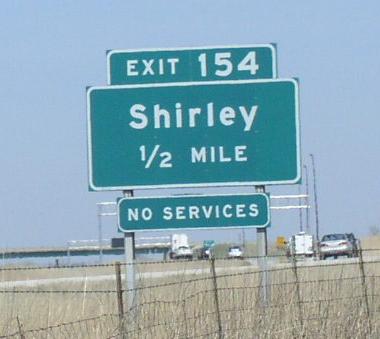 EXIT 154
Shirley
1/2 MILE
NO SERVICES